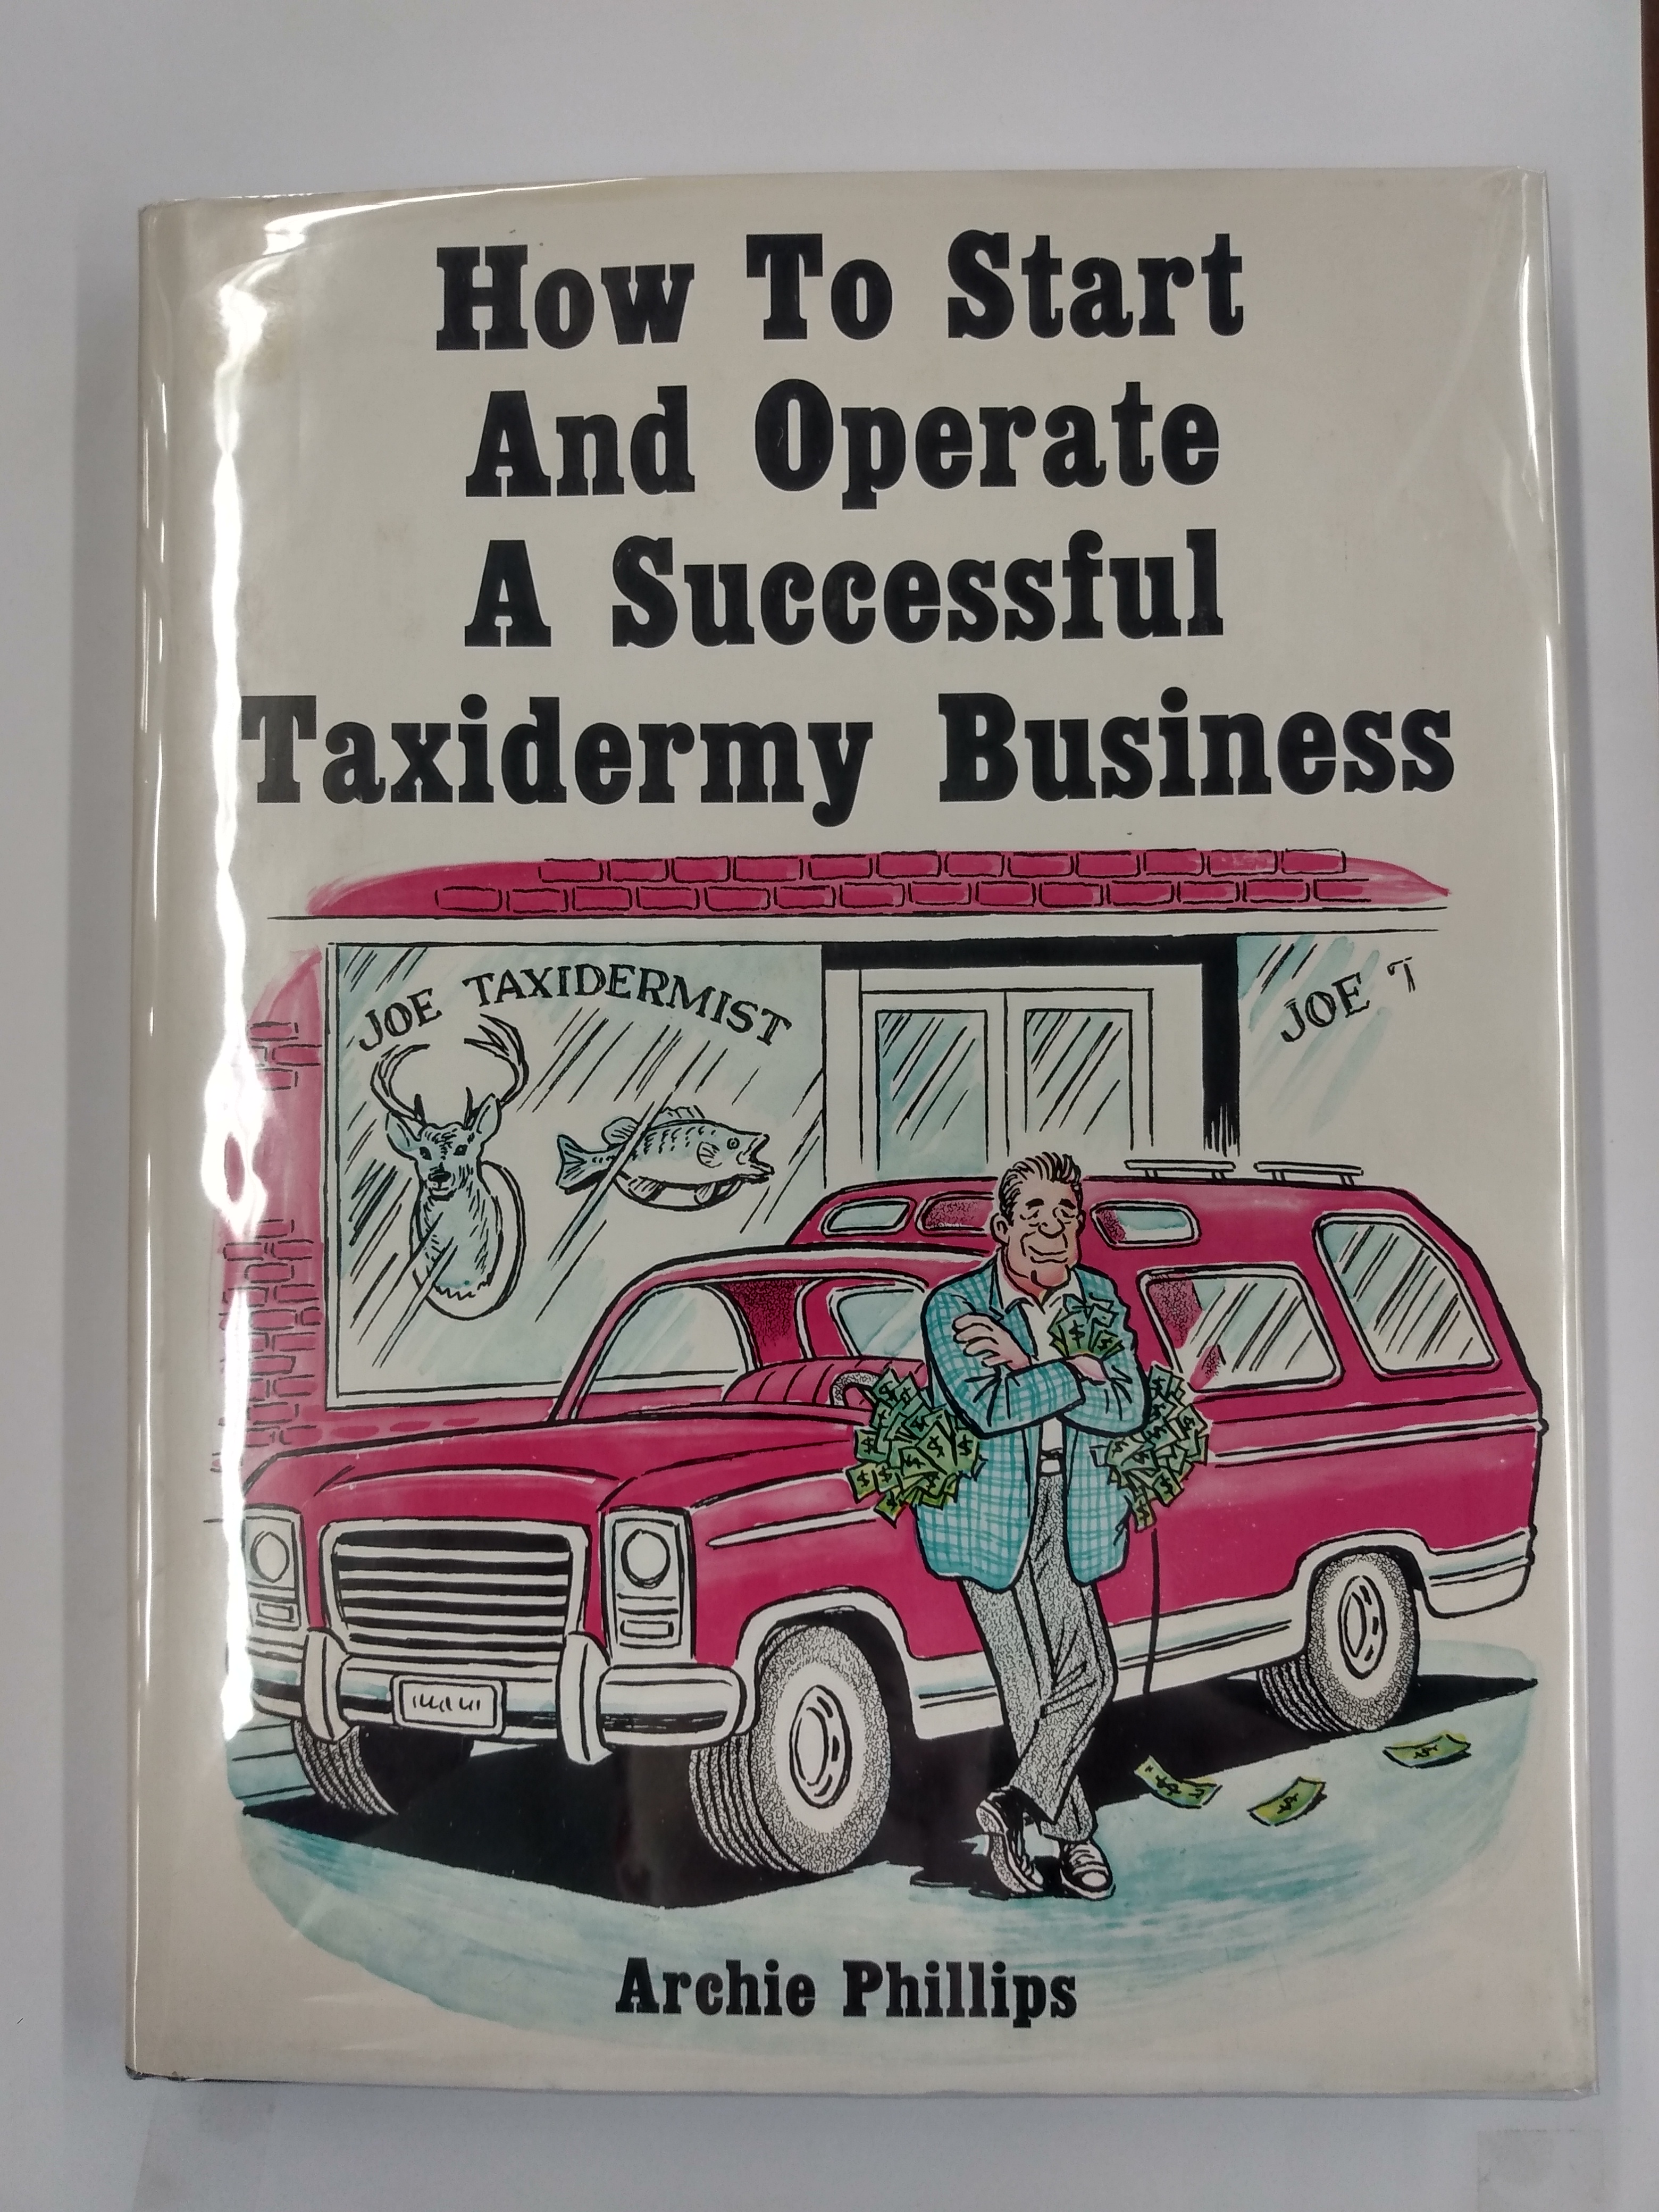 How To Start
And Operate
A Successful
Taxidermy Business
JOE TAXIDERMIST
JOE T
Archie Phillips